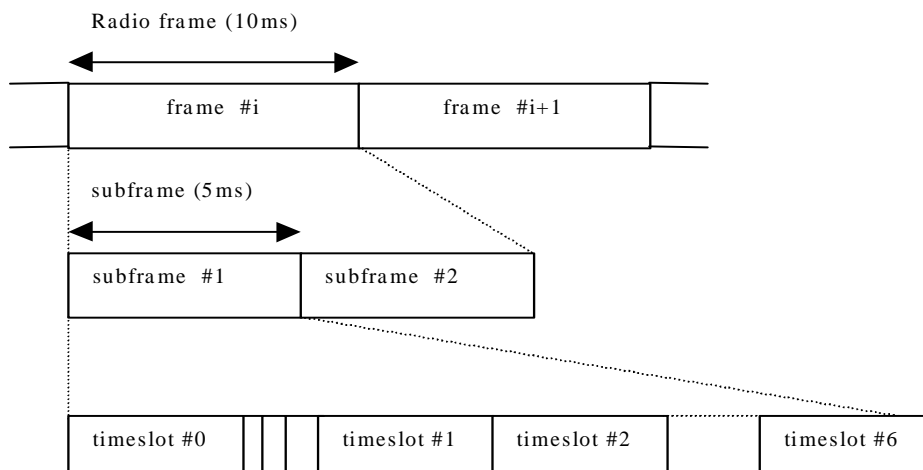 Radio frame (10ms)
frame #i frame #i+1
subframe (5ms)
subframe #1 subframe #2
timeslot #0 timeslot #1 timeslot #2 timeslot #6